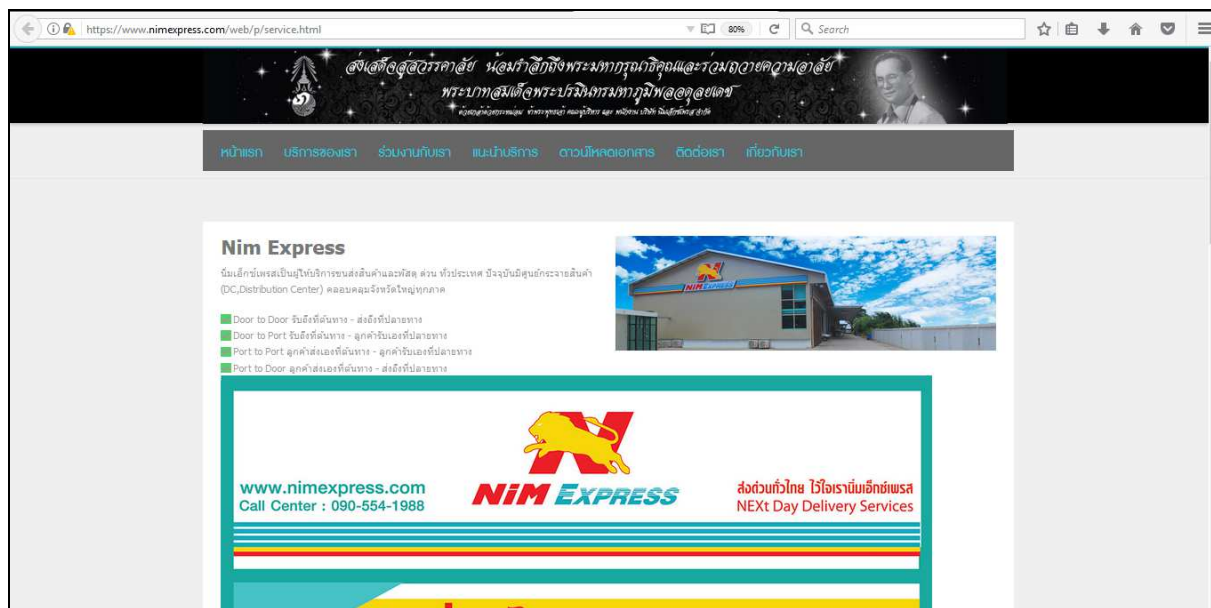 https://www.nimexpress.com/web/p/service.html
80%
Search
ส่งเสด็จสู่สวรรคาลัย น้อมรำลึกถึงพระมหากรุณาธิคุณและร่วมถวายความอาลัย
พระบาทสมเด็จพระปรมินทรมหาภูมิพลอดุลยเดช
หน้าแรก บริการของเรา ร่วมงานกับเรา แนะนำบริการ ดาวน์โหลดเอกสาร ติดต่อเรา เกี่ยวกับเรา
Nim Express
นิ่มเอ็กซ์เพรสเป็นผู้ให้บริการขนส่งสินค้าและพัสดุ ด่วน ทั่วประเทศ ปัจจุบันมีศูนย์กระจายสินค้า
(DC,Distribution Center) คลอบคลุมจังหวัดใหญ่ทุกภาค
Door to Door รับถึงที่ต้นทาง - ส่งถึงที่ปลายทาง
Door to Port รับถึงที่ต้นทาง - ลูกค้ารับเองที่ปลายทาง
Port to Port ลูกค้าส่งเองที่ต้นทาง - ลูกค้ารับเองที่ปลายทาง
Port to Door ลูกค้าส่งเองที่ต้นทาง - ส่งถึงที่ปลายทาง
NIM EXPRESS
www.nimexpress.com
Call Center : 090-554-1988
NiM EXPRESS
ส่งด่วนทั่วไทย ไว้ใจเรานิ่มเอ็กซ์เพรส
NEXt Day Delivery Services